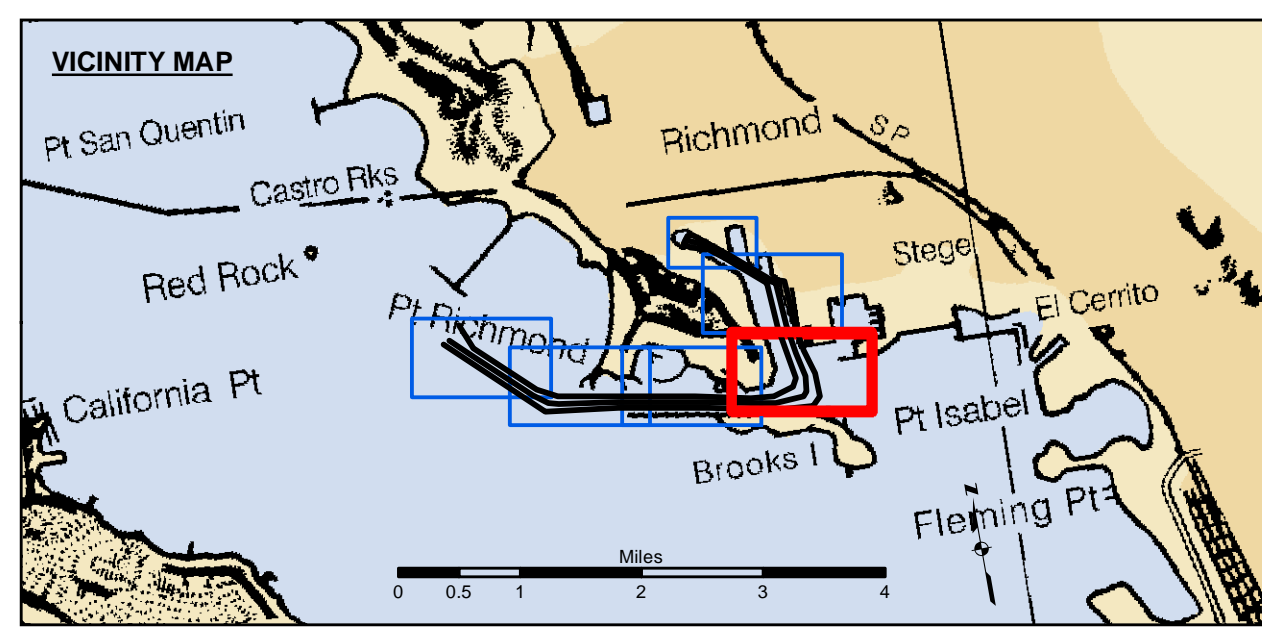 VICINITY MAP
Pt San Quentin
Richmond
S P
Castro Rks
Stege
Red Rock
El Cerrito
Pt Richmond
California Pt
Pt Isabel
Brooks I
Fleming Pt
N
Miles
0 0.5 1 2 3 4